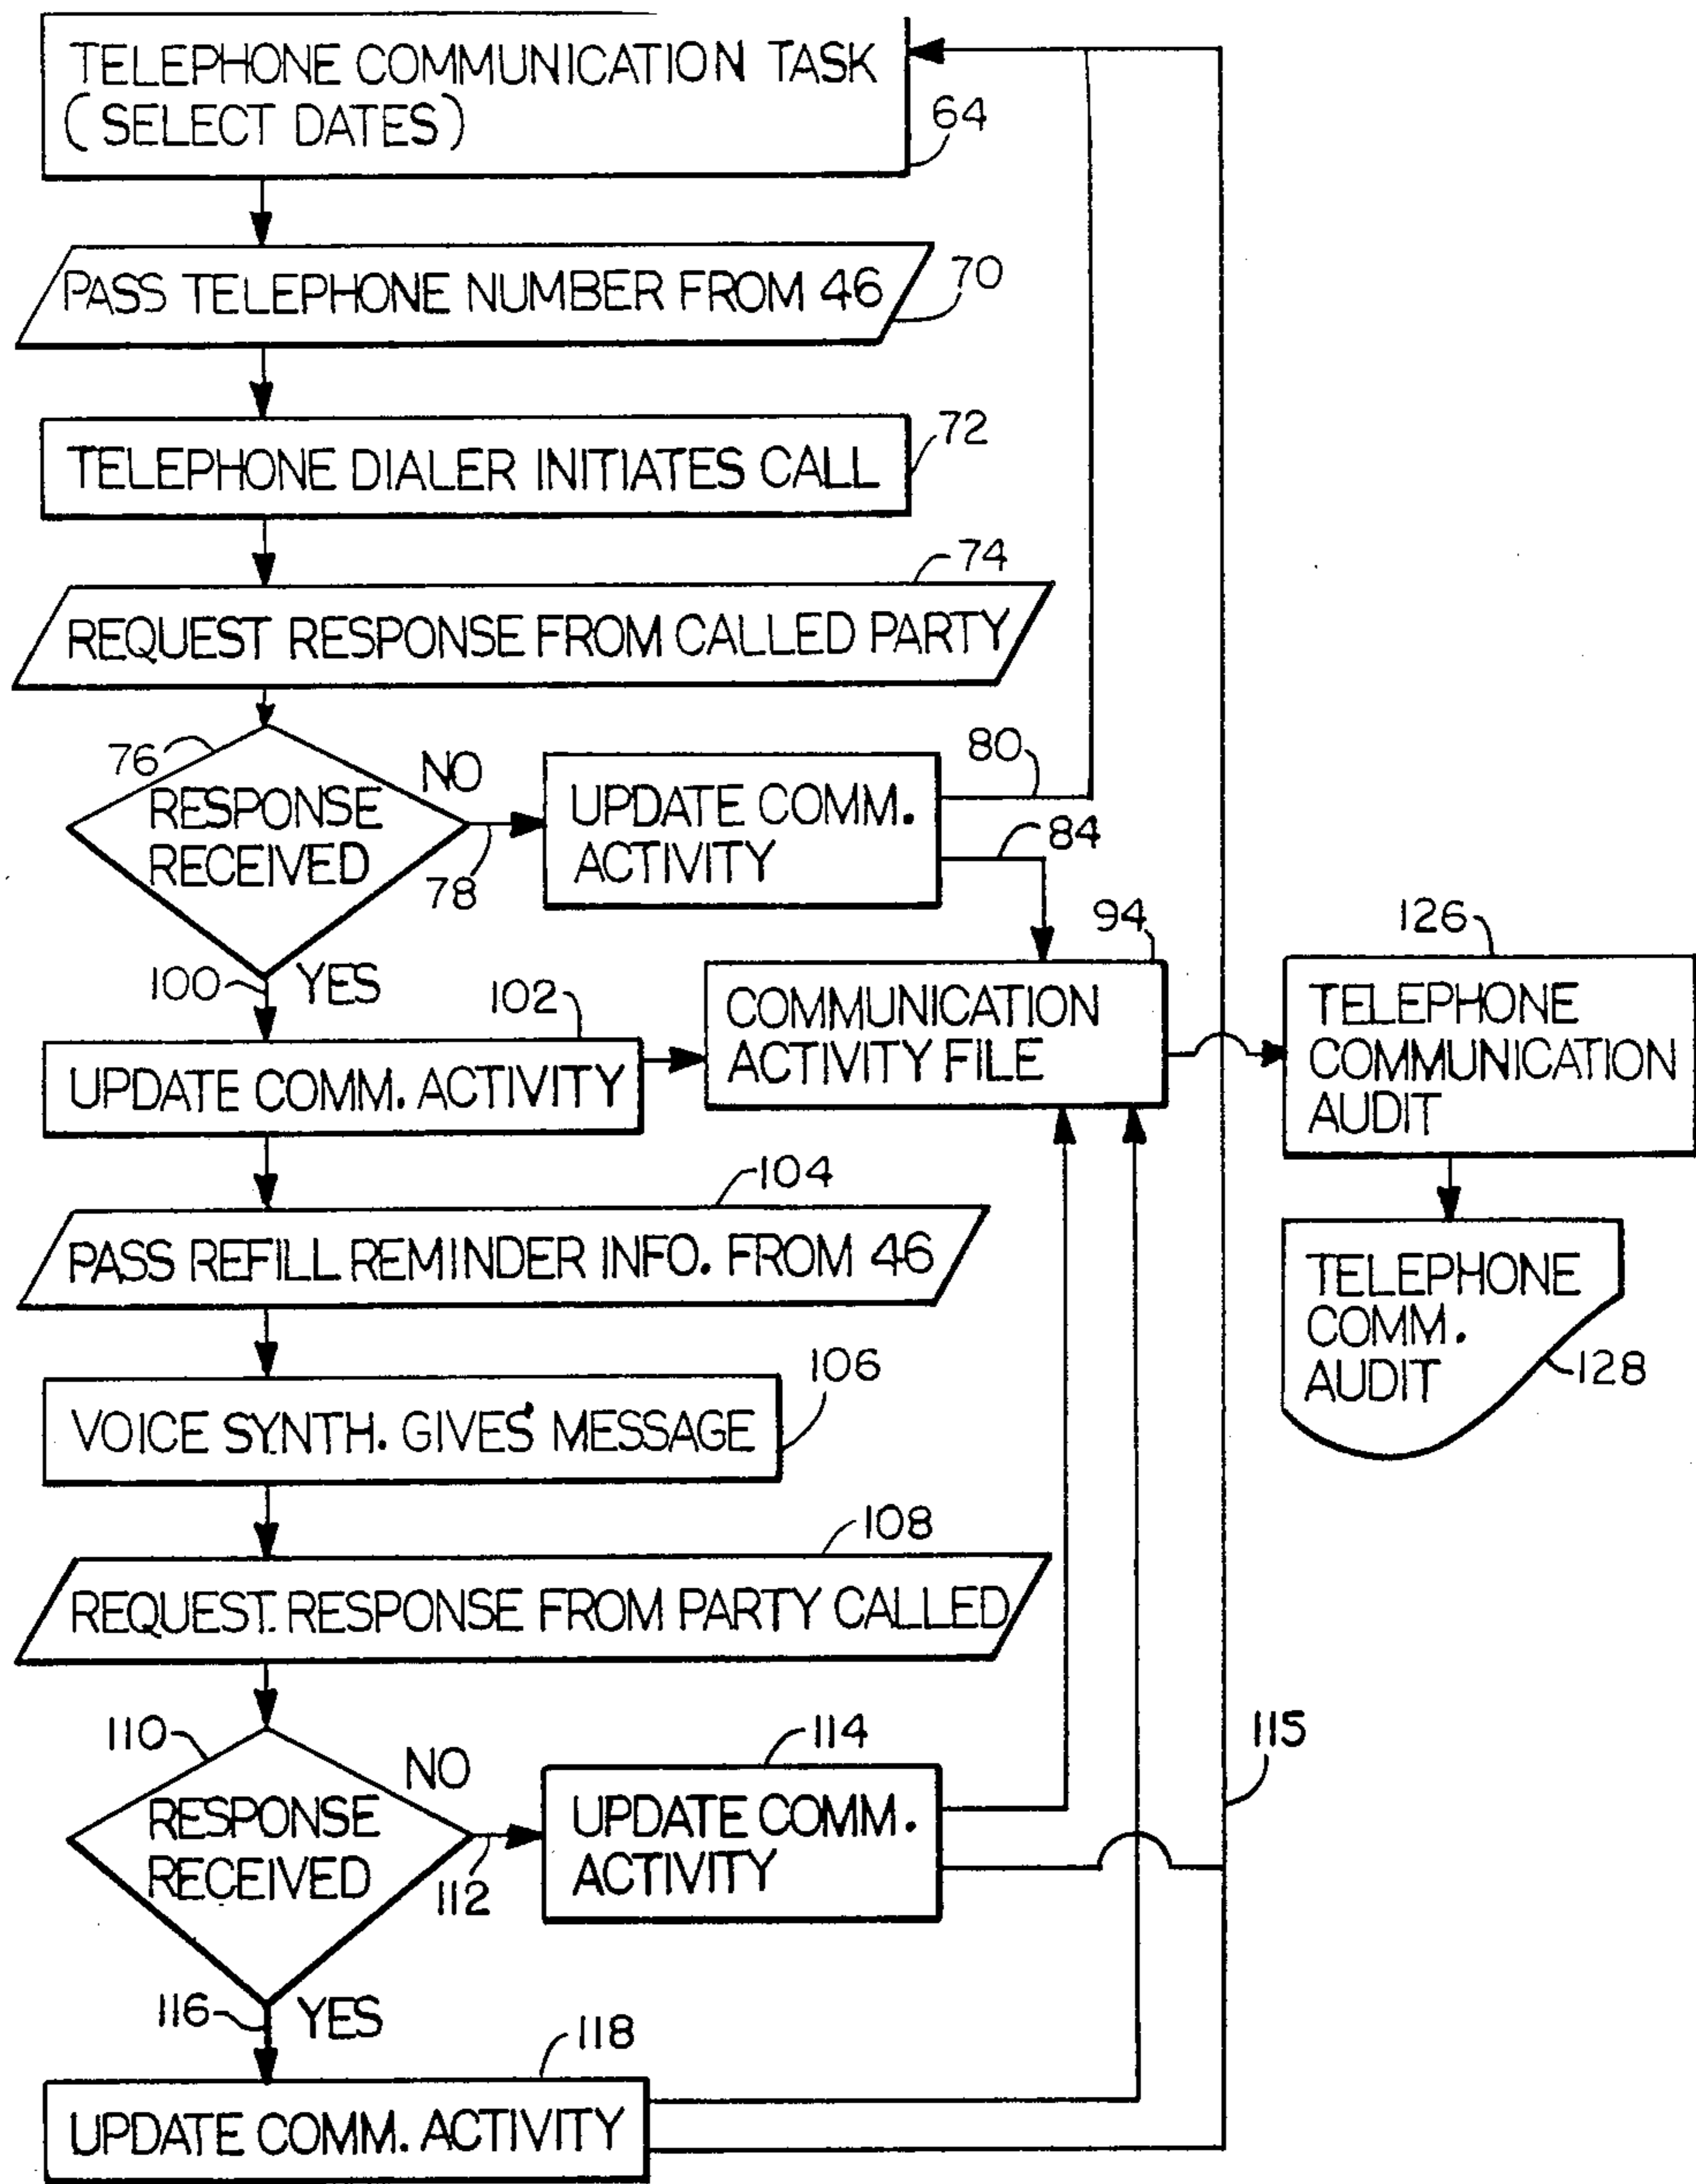 TELEPHONE COMMUNICATION TASK
(SELECT DATES)
64
PASS TELEPHONE NUMBER FROM 46
70
TELEPHONE DIALER INITIATES CALL
72
74
REQUEST RESPONSE FROM CALLED PARTY
76
RESPONSE
RECEIVED
NO
78
UPDATE COMM.
ACTIVITY
80
84
94
100
YES
102
UPDATE COMM. ACTIVITY
COMMUNICATION
ACTIVITY FILE
126
TELEPHONE
COMMUNICATION
AUDIT
104
PASS REFILL REMINDER INFO. FROM 46
TELEPHONE
COMM.
AUDIT
128
106
VOICE SYNTH. GIVES MESSAGE
108
REQUEST RESPONSE FROM PARTY CALLED
110
RESPONSE
RECEIVED
NO
112
114
UPDATE COMM.
ACTIVITY
115
116
YES
118
UPDATE COMM. ACTIVITY